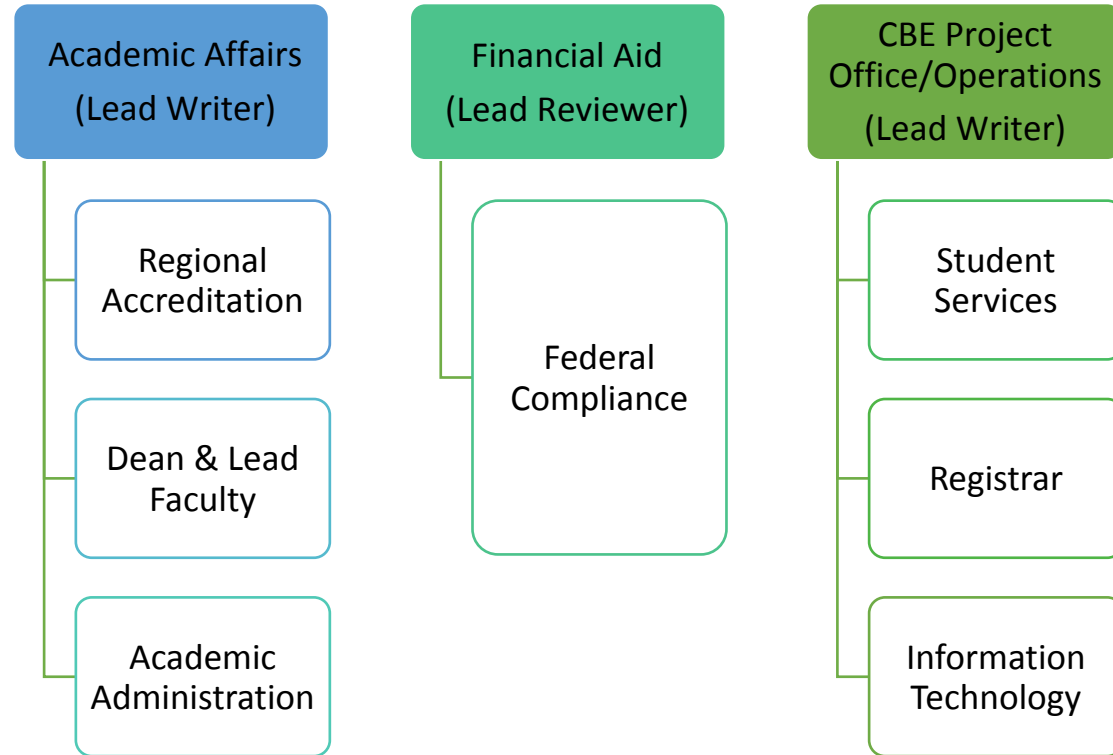 Academic Affairs
(Lead Writer)
Regional
Accreditation
Dean & Lead
Faculty
Academic
Administration
Financial Aid
(Lead Reviewer)
Federal
Compliance
CBE Project
Office/Operations
(Lead Writer)
Student
Services
Registrar
Information
Technology